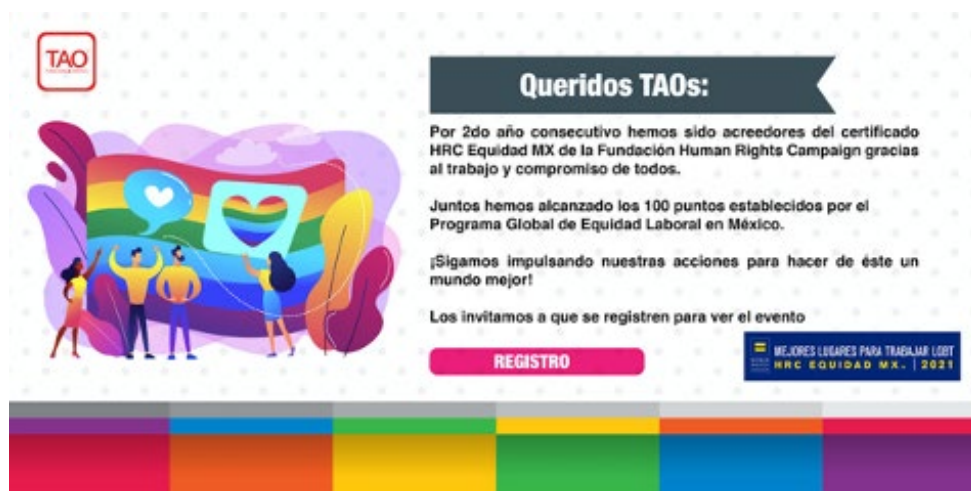 TAO
Queridos TAOs:
Por 2do año consecutivo hemos sido acreedores del certificado
HRC Equidad MX de la Fundación Human Rights Campaign gracias
al trabajo y compromiso de todos.
Juntos hemos alcanzado los 100 puntos establecidos por el
Programa Global de Equidad Laboral en México.
¡Sigamos impulsando nuestras acciones para hacer de éste un
mundo mejor!
Los invitamos a que se registren para ver el evento
REGISTRO
MEJORES LUGARES PARA TRABAJAR LGBT
HRC EQUIDAD MX. | 2021